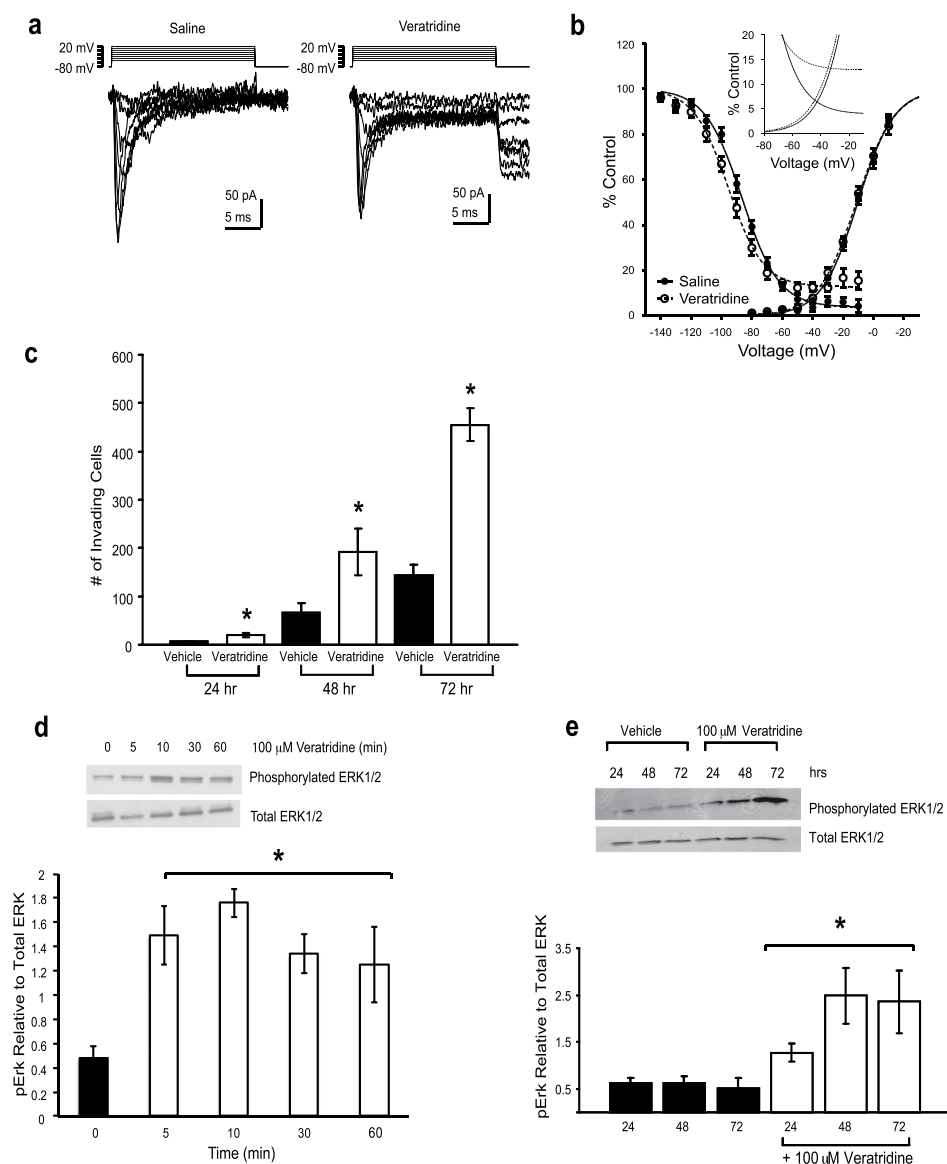 a
Saline
Veratridine
20 mV
-80 mV
20 mV
-80 mV
50 pA
5 ms
50 pA
5 ms
b
120
100
80
60
40
20
0
% Control
-140 -120 -100 -80 -60 -40 -20 -0 -20
Voltage (mV)
Saline
Veratridine
20
15
10
5
0
% Control
-80 -60 -40 -20 0
Voltage (mV)
c
600
500
400
300
200
100
0
# of Invading Cells
Vehicle Veratridine Vehicle Veratridine Vehicle Veratridine
24 hr 48 hr 72 hr
* * *
d
0 5 10 30 60 100 μM Veratridine (min)
Phosphorylated ERK1/2
Total ERK1/2
*
2
1.8
1.6
1.4
1.2
1
0.8
0.6
0.4
0.2
0
pErk Relative to Total ERK
0 5 10 30 60
Time (min)
e
Vehicle 100 μM Veratridine
24 48 72 24 48 72 hrs
Phosphorylated ERK1/2
Total ERK1/2
*
3.5
2.5
1.5
0.5
pErk Relative to Total ERK
24 48 72 24 48 72
+ 100 μM Veratridine